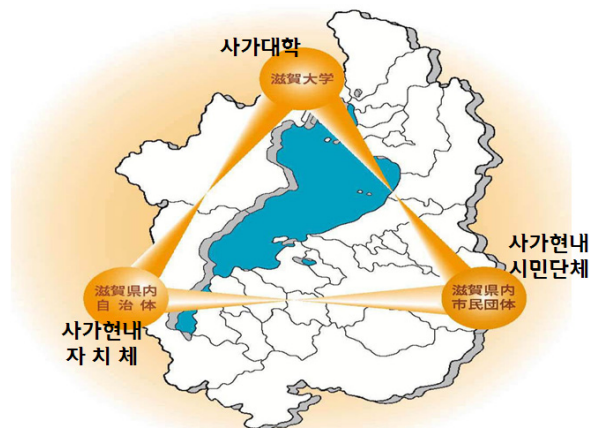 사가대학
滋賀大学
사가현내
시민단체
滋賀県内
市民団体
滋賀県内
自治体
사가현내
자 치 체